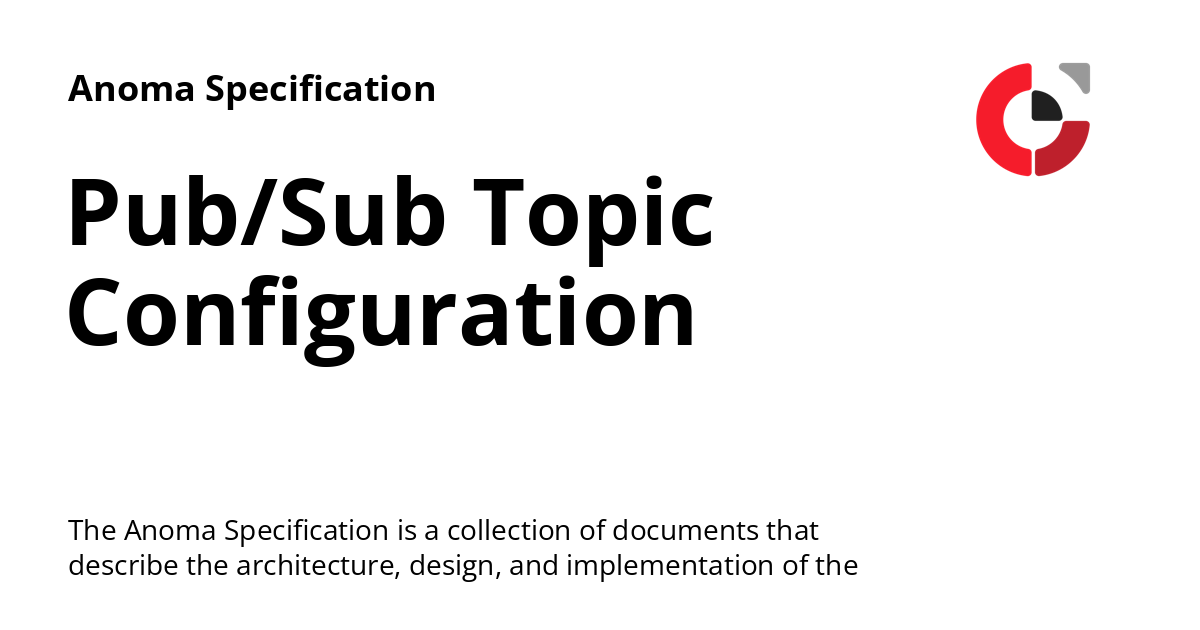 Anoma Specification
Pub/Sub Topic
Configuration
The Anoma Specification is a collection of documents that
describe the architecture, design, and implementation of the